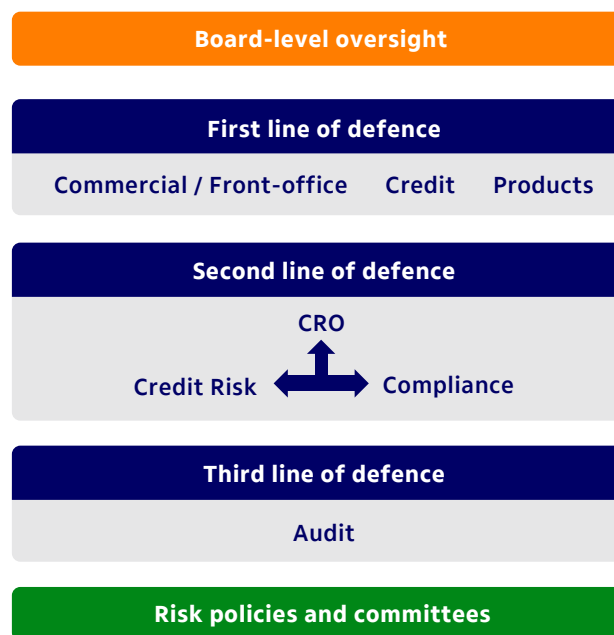 Board-level oversight
First line of defence
Commercial / Front-office Credit Products
Second line of defence
CRO
Credit Risk Compliance
Third line of defence
Audit
Risk policies and committees